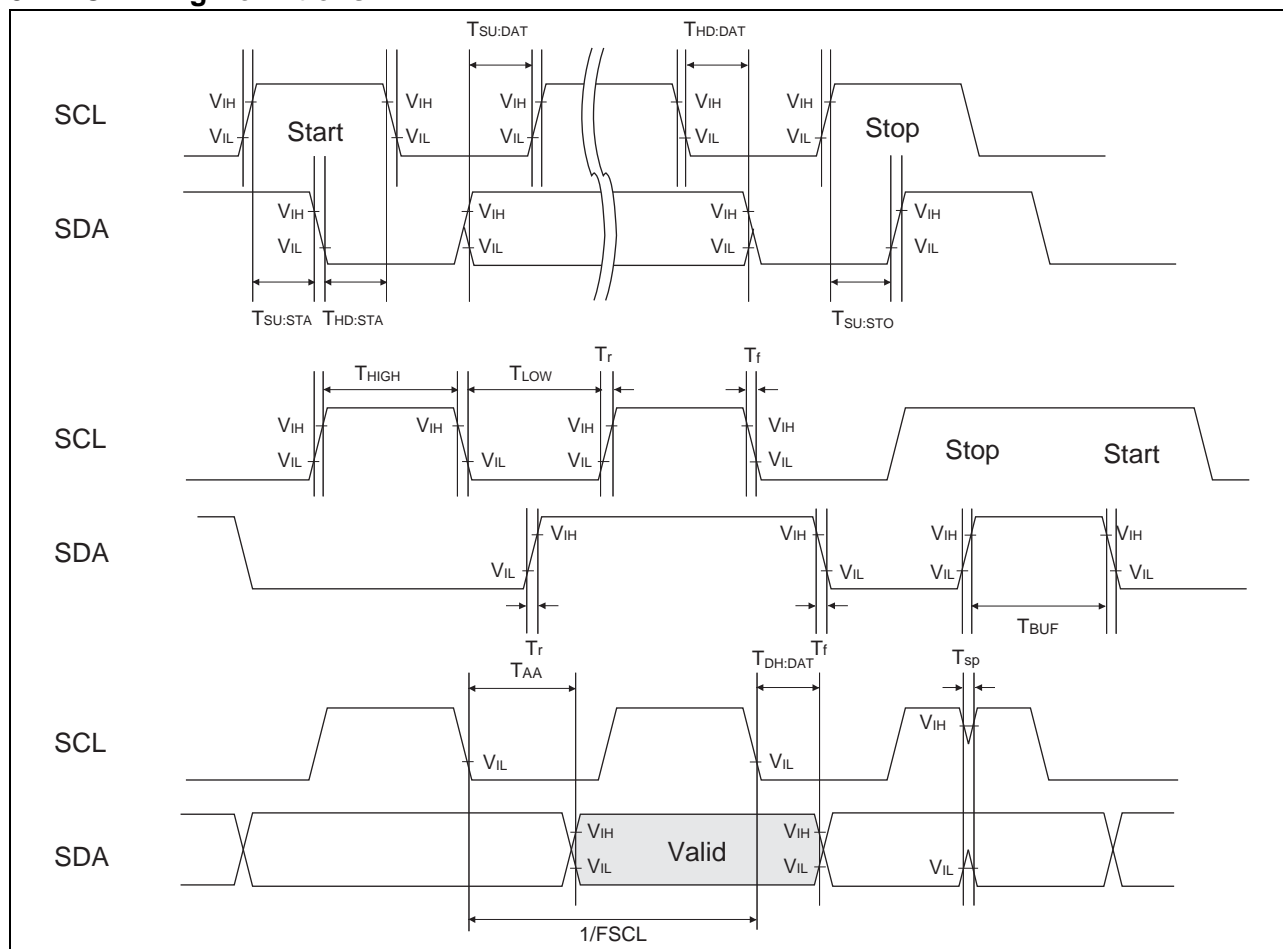 TSU:DAT THD:DAT
SCL VIH VIH VIH VIH VIH
VIL Start VIL VIL VIL VIL Stop
SDA VIH VIH VIH VIH
VIL VIL VIL VIL
TSU:STA THD:STA TSU:STO
THIGH TLOW Tr Tf
SCL VIH VIH VIH VIH
VIL VIL VIL VIL Stop Start
SDA VIH VIH VIH VIH
VIL VIL VIL VIL
TBUF
Tr Tf
TAA TDH:DAT Tsp
SCL VIH
VIL VIL
SDA VIH VIH
VIL Valid VIL VIL
1/FSCL